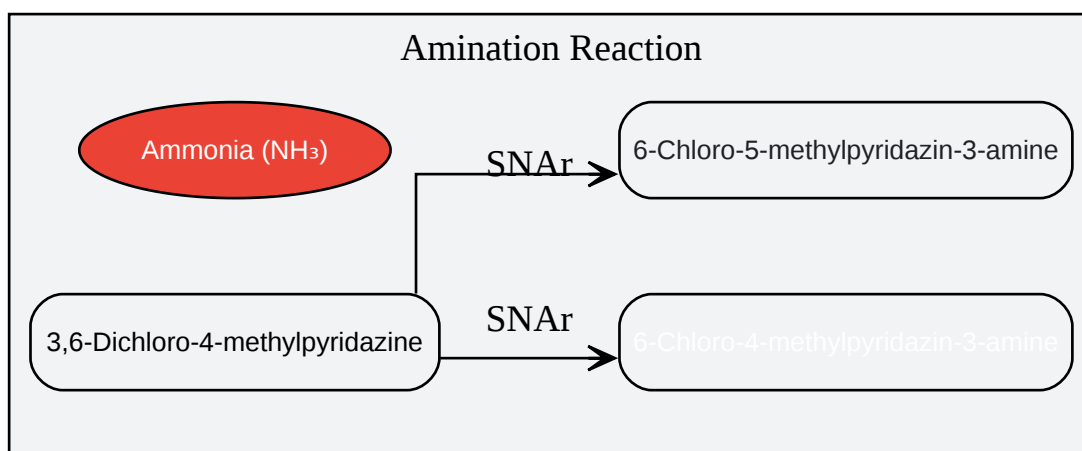 Amination Reaction
Ammonia (NH₃)
SNAr
6-Chloro-5-methylpyridazin-3-amine
3,6-Dichloro-4-methylpyridazine
SNAr
6-Chloro-4-methylpyridazin-3-amine